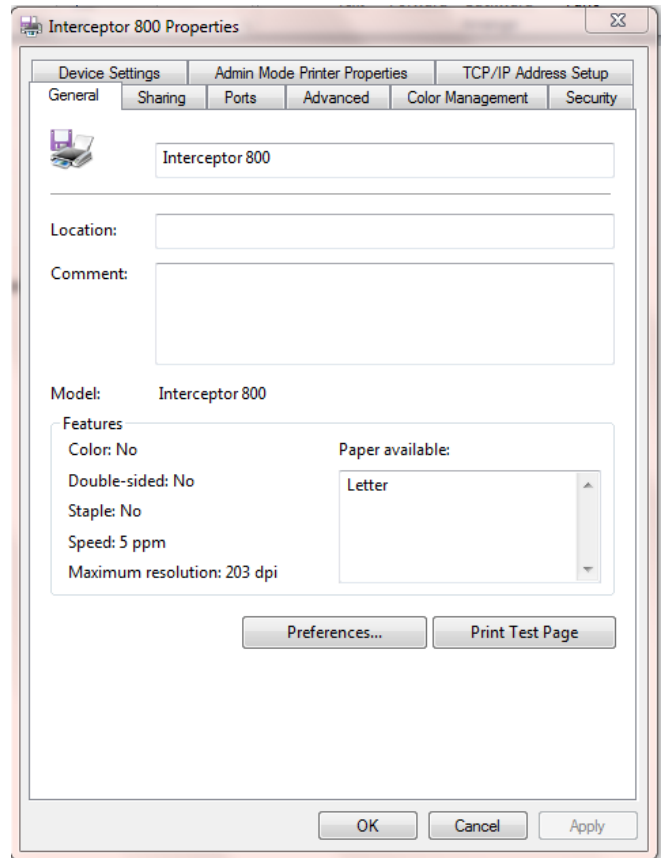 Interceptor 800 Properties
Device Settings Admin Mode Printer Properties TCP/IP Address Setup
General Sharing Ports Advanced Color Management Security
Interceptor 800
Location:
Comment:
Model: Interceptor 800
Features
Color: No Paper available:
Double-sided: No Letter
Staple: No
Speed: 5 ppm
Maximum resolution: 203 dpi
Preferences... Print Test Page
OK Cancel Apply